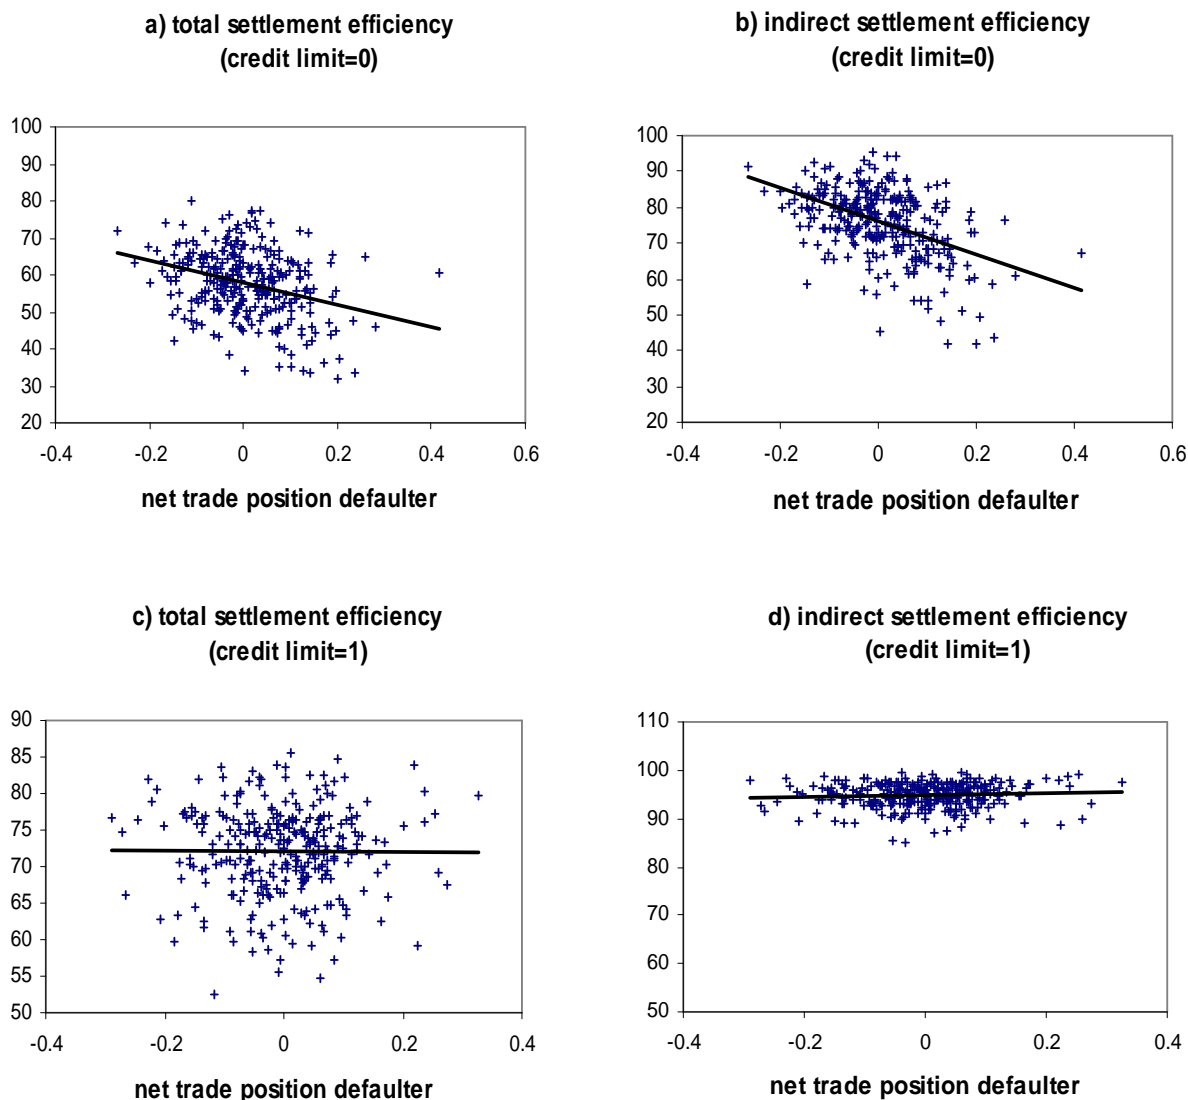 a) total settlement efficiency
(credit limit=0)
100
90
80
70
60
50
40
30
20
-0.4 -0.2 0 0.2 0.4 0.6
net trade position defaulter
b) indirect settlement efficiency
(credit limit=0)
100
90
80
70
60
50
40
30
20
-0.4 -0.2 0 0.2 0.4 0.6
net trade position defaulter
c) total settlement efficiency
(credit limit=1)
90
85
80
75
70
65
60
55
50
-0.4 -0.2 0 0.2 0.4
net trade position defaulter
d) indirect settlement efficiency
(credit limit=1)
110
100
90
80
70
60
50
-0.4 -0.2 0 0.2 0.4
net trade position defaulter